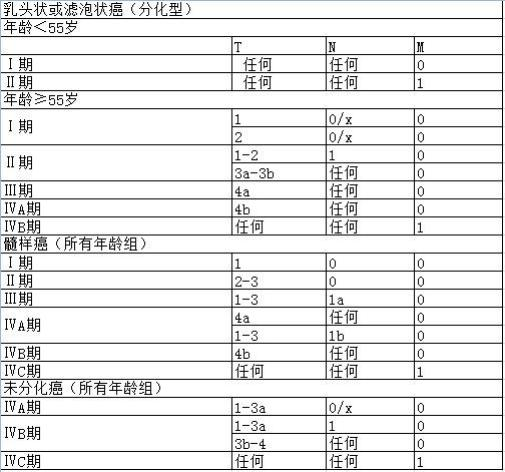 乳头状或滤泡状癌（分化型）
年龄＜55岁
T N M
Ⅰ期 任何 任何 0
Ⅱ期 任何 任何 1
年龄≥55岁
Ⅰ期 1 0/x 0
2 0/x 0
Ⅱ期 1-2 1 0
3a-3b 任何 0
Ⅲ期 4a 任何 0
ⅣA期 4b 任何 0
ⅣB期 任何 任何 1
髓样癌（所有年龄组）
Ⅰ期 1 0 0
Ⅱ期 2-3 0 0
Ⅲ期 1-3 1a 0
ⅣA期 4a 任何 0
1-3 1b 0
ⅣB期 4b 任何 0
ⅣC期 任何 任何 1
未分化癌（所有年龄组）
ⅣA期 1-3a 0/x 0
ⅣB期 1-3a 1 0
3b-4 任何 0
ⅣC期 任何 任何 1